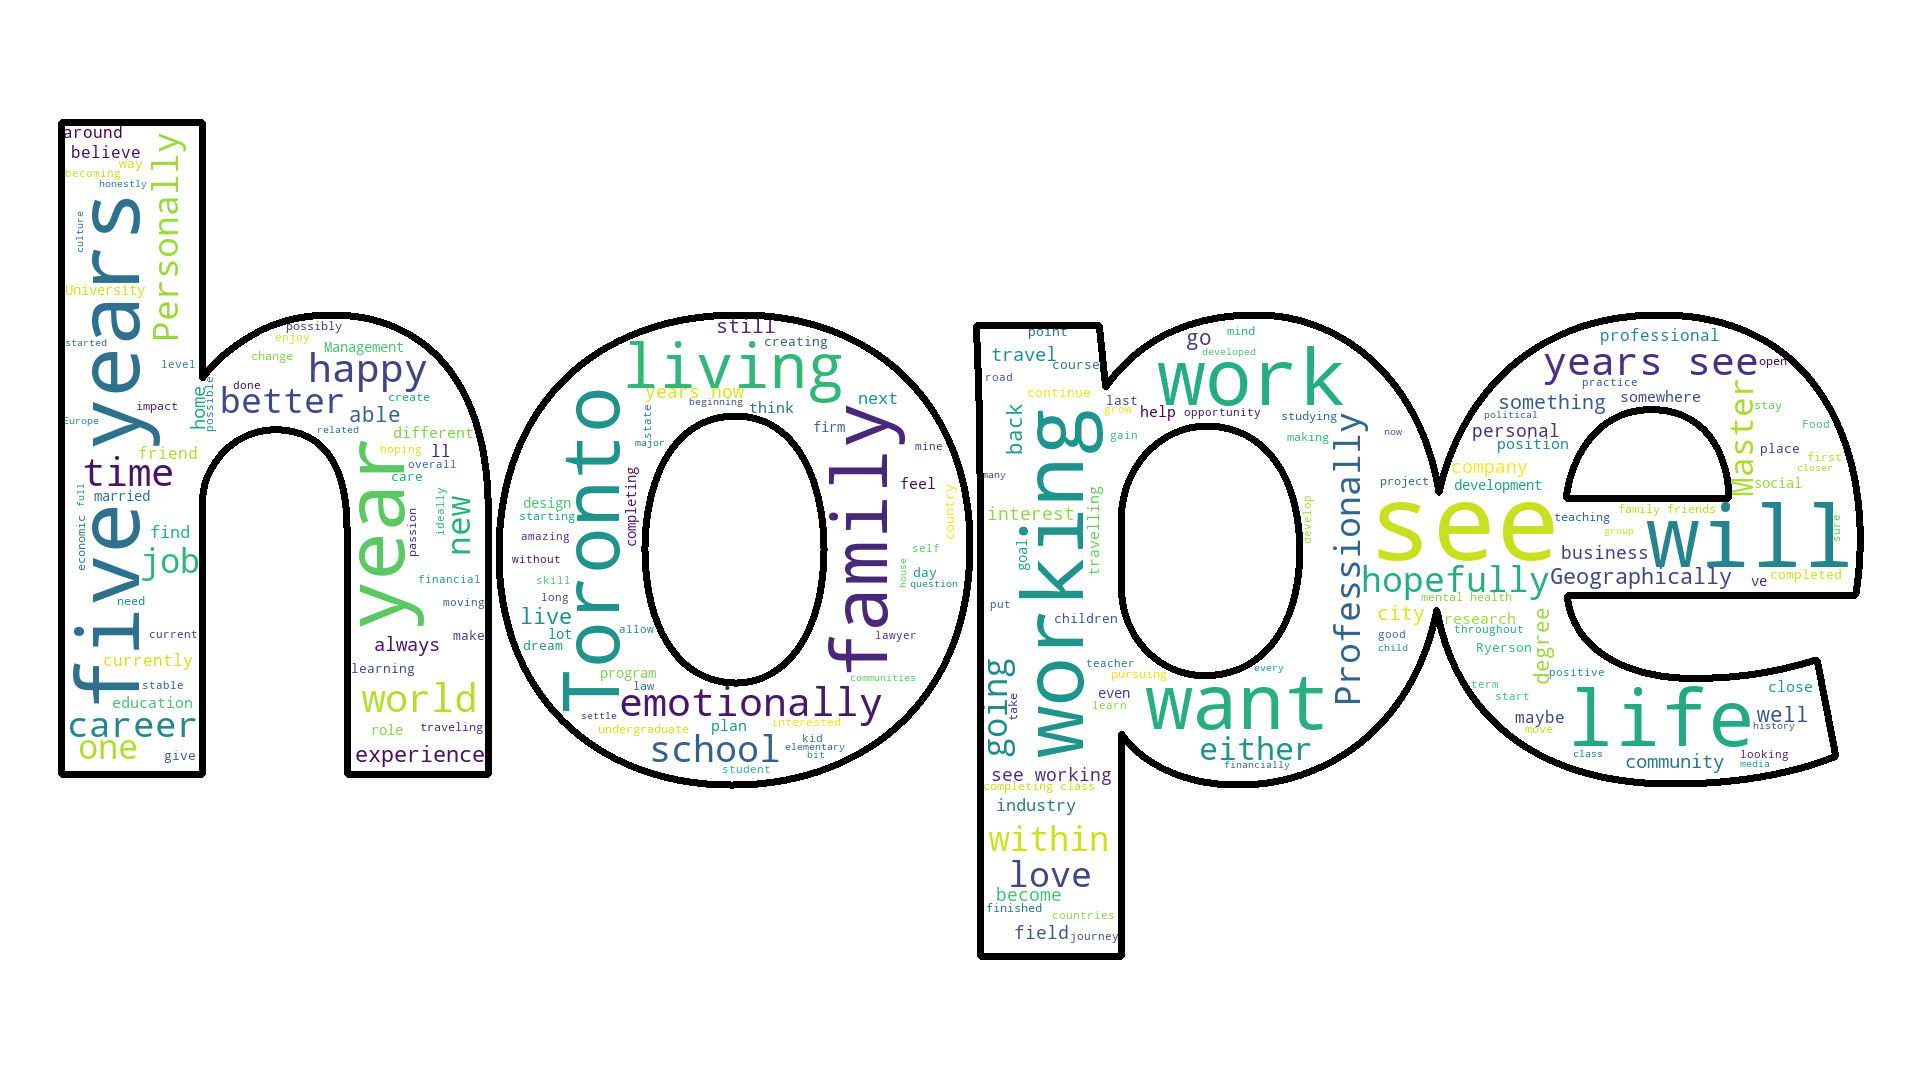 around
believe
way
becoming
honestly
Personally
culture
five years
University
started
level
impact
Europe
home
possible
friend
time
married
economic full
find
job
need
current
currently
stable
education
career
one
give
possibly
enjoy
change
Management
happy
done
better
create
able
related
different
hoping
ll
overall
care
year
ideally
new
passion
financial
moving
make
always
learning
world
role
traveling
experience
still
creating
living
years now
beginning
think
next
state
major
firm
family
mine
Toronto
completing
feel
country
design
starting
amazing
without
skill
long
live
lot
dream
allow
self
house
day
question
lawyer
communities
program
law
settle
emotionally
undergraduate
plan
interested
school
kid
elementary
bit
student
point
travel
course
road
continue
back
working
many
interest
goal
travelling
put
children
going
take
teacher
pursuing
even
learn
see working
completing class
industry
within
love
become
finished
countries
field
journey
go
mind
developed
work
last
grow
help
opportunity
studying
gain
making
Professionally
now
develop
every
want
either
financially
professional
years see
open
practice
something
somewhere
political
personal
position
Master
stay
Food
place
first
closer
social
company
development
project
see
teaching
family friends
group
will
sure
business
hopefully
Geographically
ve
completed
mental health
city
research
good
child
throughout
Ryerson
degree
positive
term
start
maybe
move
life
close
well
history
class
community
looking
media